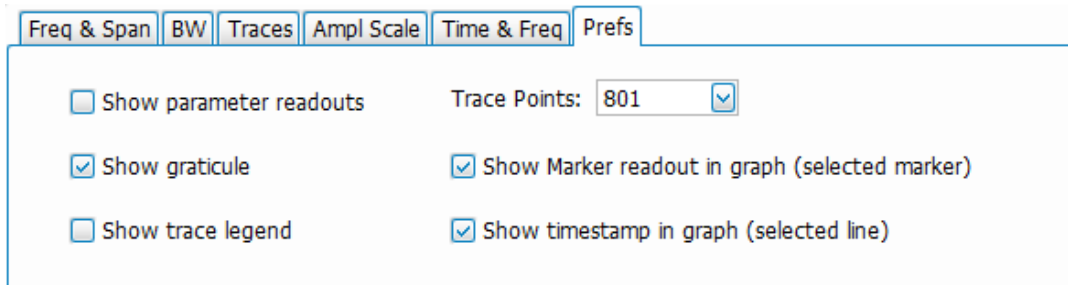 Freq & Span BW Traces Ampl Scale Time & Freq Prefs
Show parameter readouts Trace Points: 801
Show graticule Show Marker readout in graph (selected marker)
Show trace legend Show timestamp in graph (selected line)